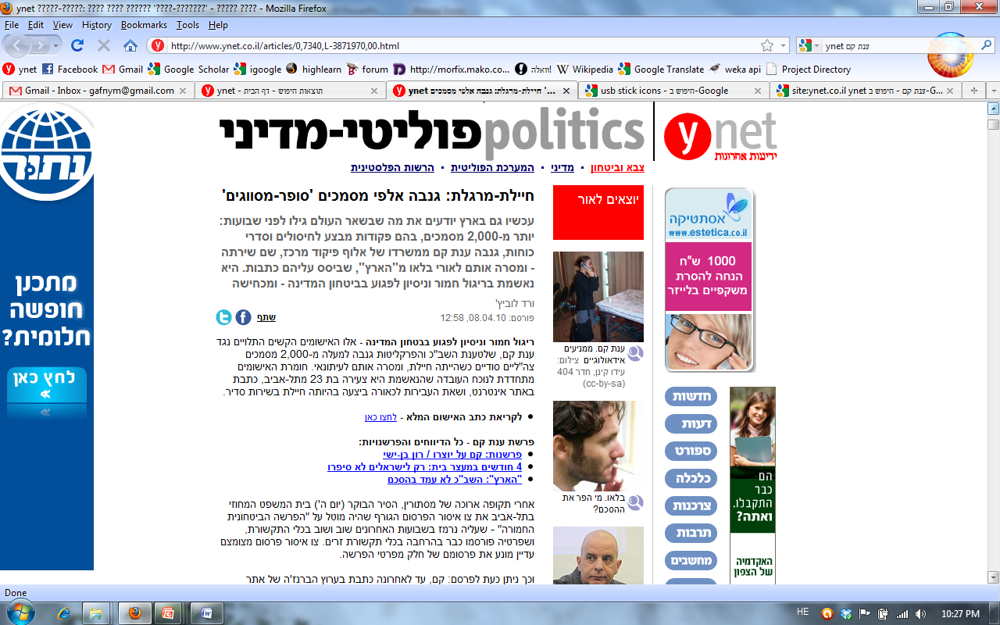 ynet ?????-?????: ???? ???? ?????? '????-???????' - ????? ???? - Mozilla Firefox
File Edit View History Bookmarks Tools Help
http://www.ynet.co.il/articles/0,7340,L-3871970,00.html
ynet ענת קם
ynet Facebook Gmail Google Scholar igoogle highlearn forum http://morfix.mako.co... וואלה! Wikipedia Google Translate weka api Project Directory
Gmail - Inbox - gafnym@gmail.com
ynet - תוצאות חיפוש - דף הבית
ynet חיילת-מרגלת: גנבה אלפי מסמכים '...
usb stick icons - חיפוש ב-Google
site:ynet.co.il ynet ענת קם - חיפוש ב-G...
נתור
מתכנן
חופשה
חלומית?
לחץ כאן
פוליטי-מדיני politics
ynet
ידיעות אחרונות
צבא וביטחון ▪ מדיני ▪ המערכת הפוליטית ▪ הרשות הפלסטינית
חיילת-מרגלת: גנבה אלפי מסמכים 'סופר-מסווגים'
עכשיו גם בארץ יודעים את מה שבשאר העולם גילו לפני שבועות:
יותר מ-2,000 מסמכים, בהם פקודות מבצע לחיסולים וסדרי
כוחות, גנבה ענת קם ממשרדו של אלוף פיקוד מרכז, שם שירתה
- ומסרה אותם לאורי בלאו מ"הארץ", שביסס עליהם כתבות. היא
נאשמת בריגול חמור וניסיון לפגוע בביטחון המדינה - ומכחישה
ורד לוביץ'
פורסם: 08.04.10, 12:58
שתף
ריגול חמור וניסיון לפגוע בבטחון המדינה - אלו האישומים הקשים התלויים נגד
ענת קם, שלטענת השב"כ והפרקליטות גנבה למעלה מ-2,000 מסמכים
צה"ליים סודיים כשהייתה חיילת, ומסרה אותם לעיתונאי. חומרת האישומים
מתחדדת לנוכח העובדה שהנאשמת היא צעירה בת 23 מתל-אביב, כתבת
באתר אינטרנט, ושאת העבירות לכאורה ביצעה בהיותה חיילת בשירות סדיר.
● לקריאת כתב האישום המלא - לחצו כאן
פרשת ענת קם - כל הדיווחים והפרשנויות:
● פרשנות: קם על יוצרו / רון בן-ישי
● 4 חודשים במעצר בית: רק לישראלים לא סיפרו
● "הארץ": השב"כ לא עמד בהסכם
אחרי תקופה ארוכה של מסתורין, הסיר הבוקר (יום ה') בית המשפט המחוזי
בתל-אביב את צו איסור הפרסום הגורף שהיה מוטל על "הפרשה הביטחונית
החמורה" - שעליה נרמז בשבועות האחרונים שוב ושוב בכלי התקשורת,
ושפרטיה פורסמו כבר בהרחבה בכלי תקשורת זרים. צו איסור פרסום מצומצם
עדיין מונע את פרסומם של חלק מפרטי הפרשה.
וכך ניתן כעת לפרסם: קם, עד לאחרונה כתבת בערוץ הברנז'ה של אתר
יוצאים לאור
ענת קם. ממניעים
אידאולוגיים צילום:
עידו קינן, חדר 404
(cc-by-sa)
בלאו. מי הפר את
ההסכם?
אסתטיקה
www.estetica.co.il
1000 ש"ח
הנחה להסרת
משקפיים בלייזר
חדשות
דעות
ספורט
כלכלה
צרכנות
תרבות
מחשבים
הם
כבר
התקבלו.
ואתה?
האקדמיה
של הצפון
Done
HE
10:27 PM